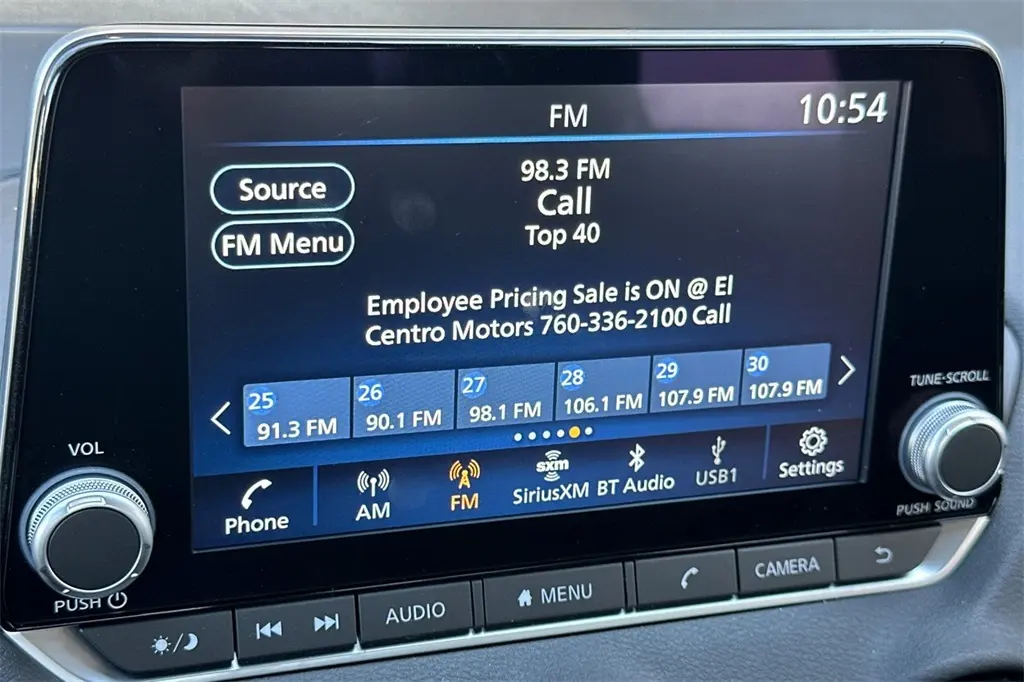 FM
10:54
Source
98.3 FM
Call
Top 40
FM Menu
Employee Pricing Sale is ON @ El
Centro Motors 760-336-2100 Call
25
91.3 FM
26
90.1 FM
27
98.1 FM
28
106.1 FM
29
107.9 FM
30
107.9 FM
TUNE·SCROLL
VOL
Phone
AM
FM
sxm
SiriusXM
BT Audio
USB1
Settings
PUSH SOUND
PUSH
AUDIO
MENU
CAMERA